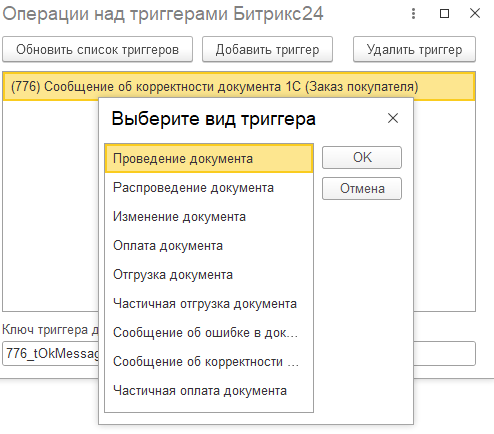 Операции над триггерами Битрикс24
Обновить список триггеров
Добавить триггер
Удалить триггер
(776) Сообщение об корректности документа 1С (Заказ покупателя)
Выберите вид триггера
Проведение документа
OK
Распроведение документа
Отмена
Изменение документа
Оплата документа
Отгрузка документа
Частичная отгрузка документа
Сообщение об ошибке в док...
Сообщение об корректности ...
Частичная оплата документа
Ключ триггера д
776_tOkMessag